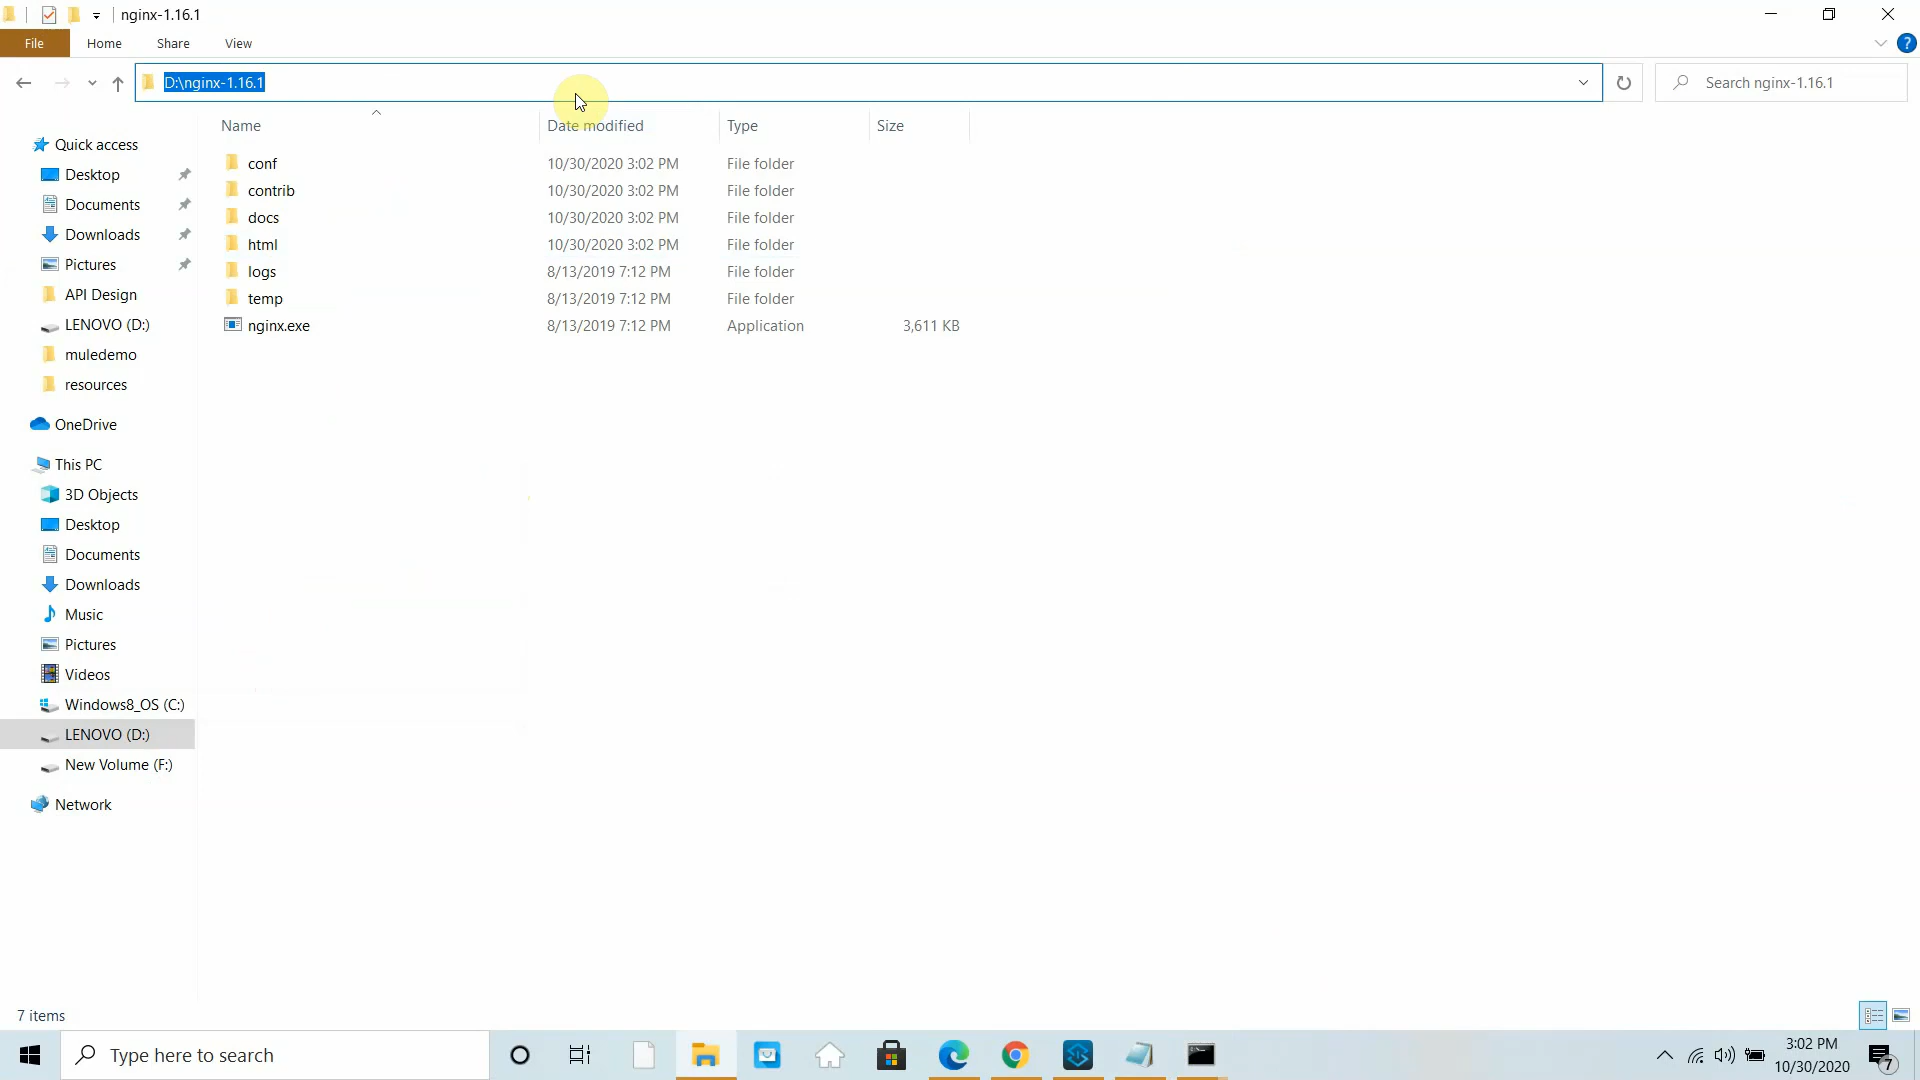 nginx-1.16.1
File Home Share View ?
D:\nginx-1.16.1 Search nginx-1.16.1
Name Date modified Type Size
Quick access
Desktop
Documents
Downloads
Pictures
API Design
LENOVO (D:)
muledemo
resources
OneDrive
This PC
3D Objects
Desktop
Documents
Downloads
Music
Pictures
Videos
Windows8_OS (C:)
LENOVO (D:)
New Volume (F:)
Network
conf 10/30/2020 3:02 PM File folder
contrib 10/30/2020 3:02 PM File folder
docs 10/30/2020 3:02 PM File folder
html 10/30/2020 3:02 PM File folder
logs 8/13/2019 7:12 PM File folder
temp 8/13/2019 7:12 PM File folder
nginx.exe 8/13/2019 7:12 PM Application 3,611 KB
7 items
Type here to search
3:02 PM
10/30/2020
7